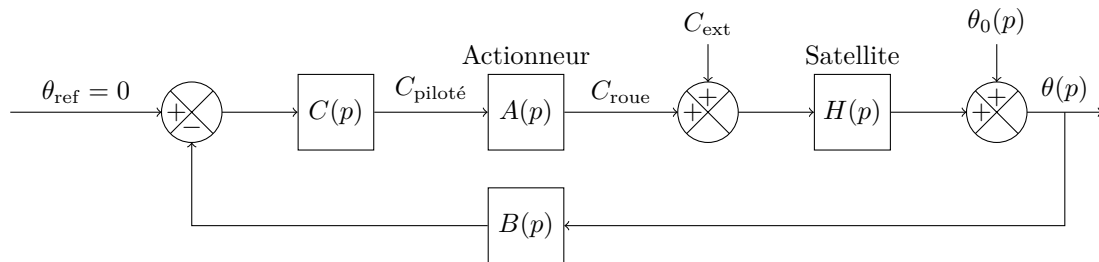 C_ext
θ_0(p)
Actionneur
Satellite
θ_ref = 0
C_piloté
C_roue
θ(p)
+
−
C(p)
A(p)
+
+
H(p)
+
+
B(p)